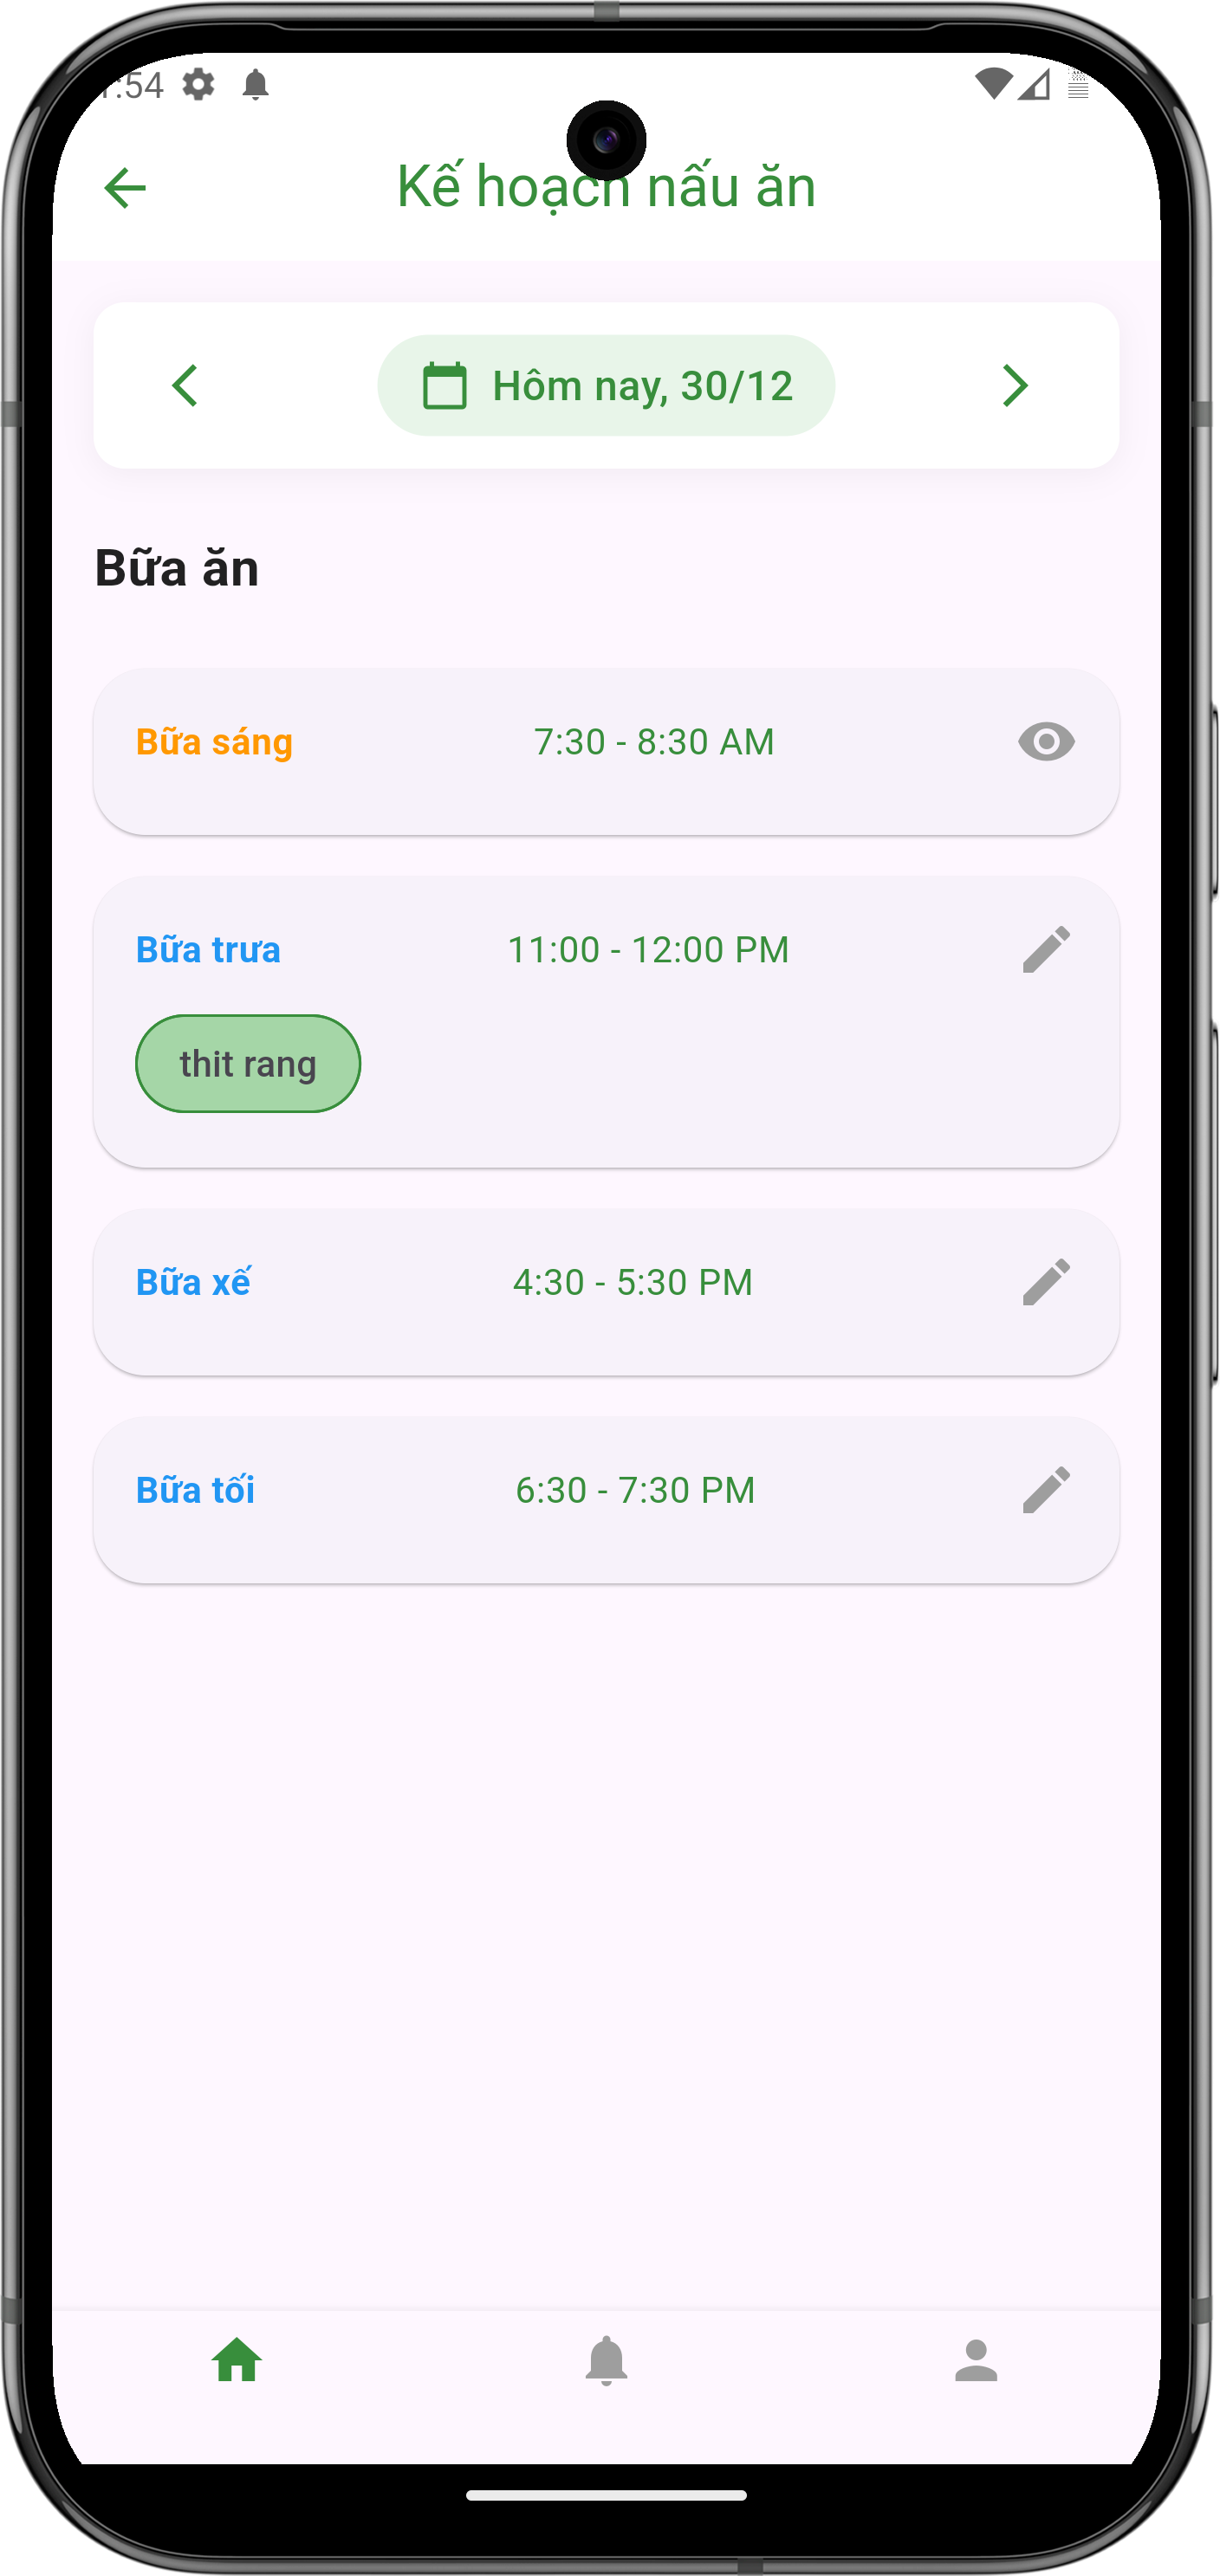 :54
Kế hoạch nấu ăn
Hôm nay, 30/12
Bữa ăn
Bữa sáng 7:30 - 8:30 AM
Bữa trưa 11:00 - 12:00 PM
thit rang
Bữa xế 4:30 - 5:30 PM
Bữa tối 6:30 - 7:30 PM